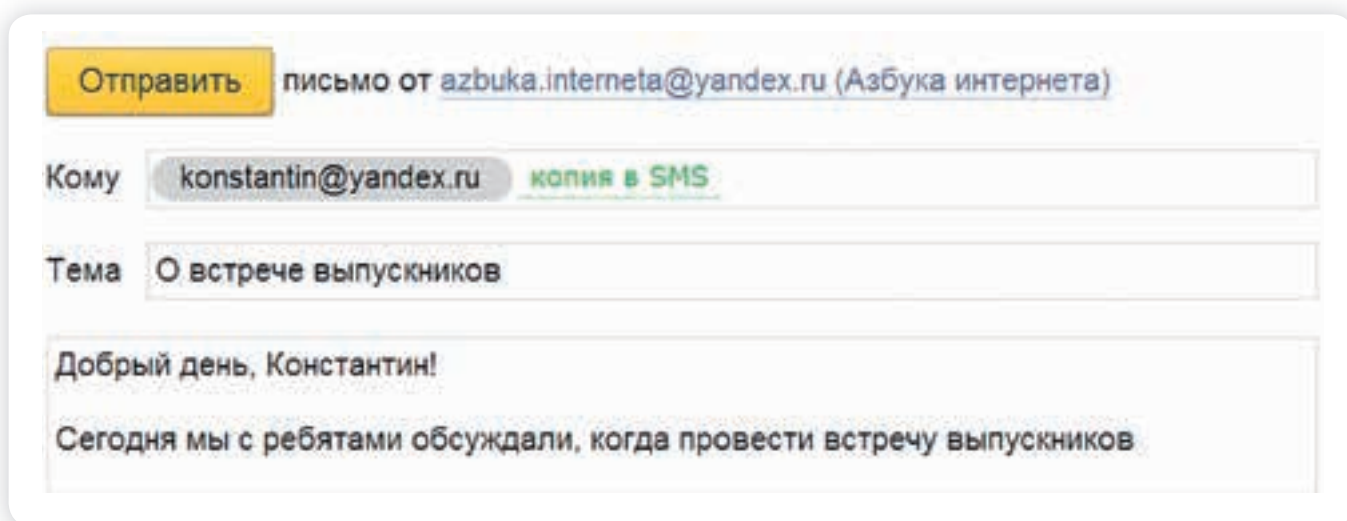 Отправить письмо от azbuka.interneta@yandex.ru (Азбука интернета)
Кому konstantin@yandex.ru копия в SMS
Тема О встрече выпускников
Добрый день, Константин!
Сегодня мы с ребятами обсуждали, когда провести встречу выпускников